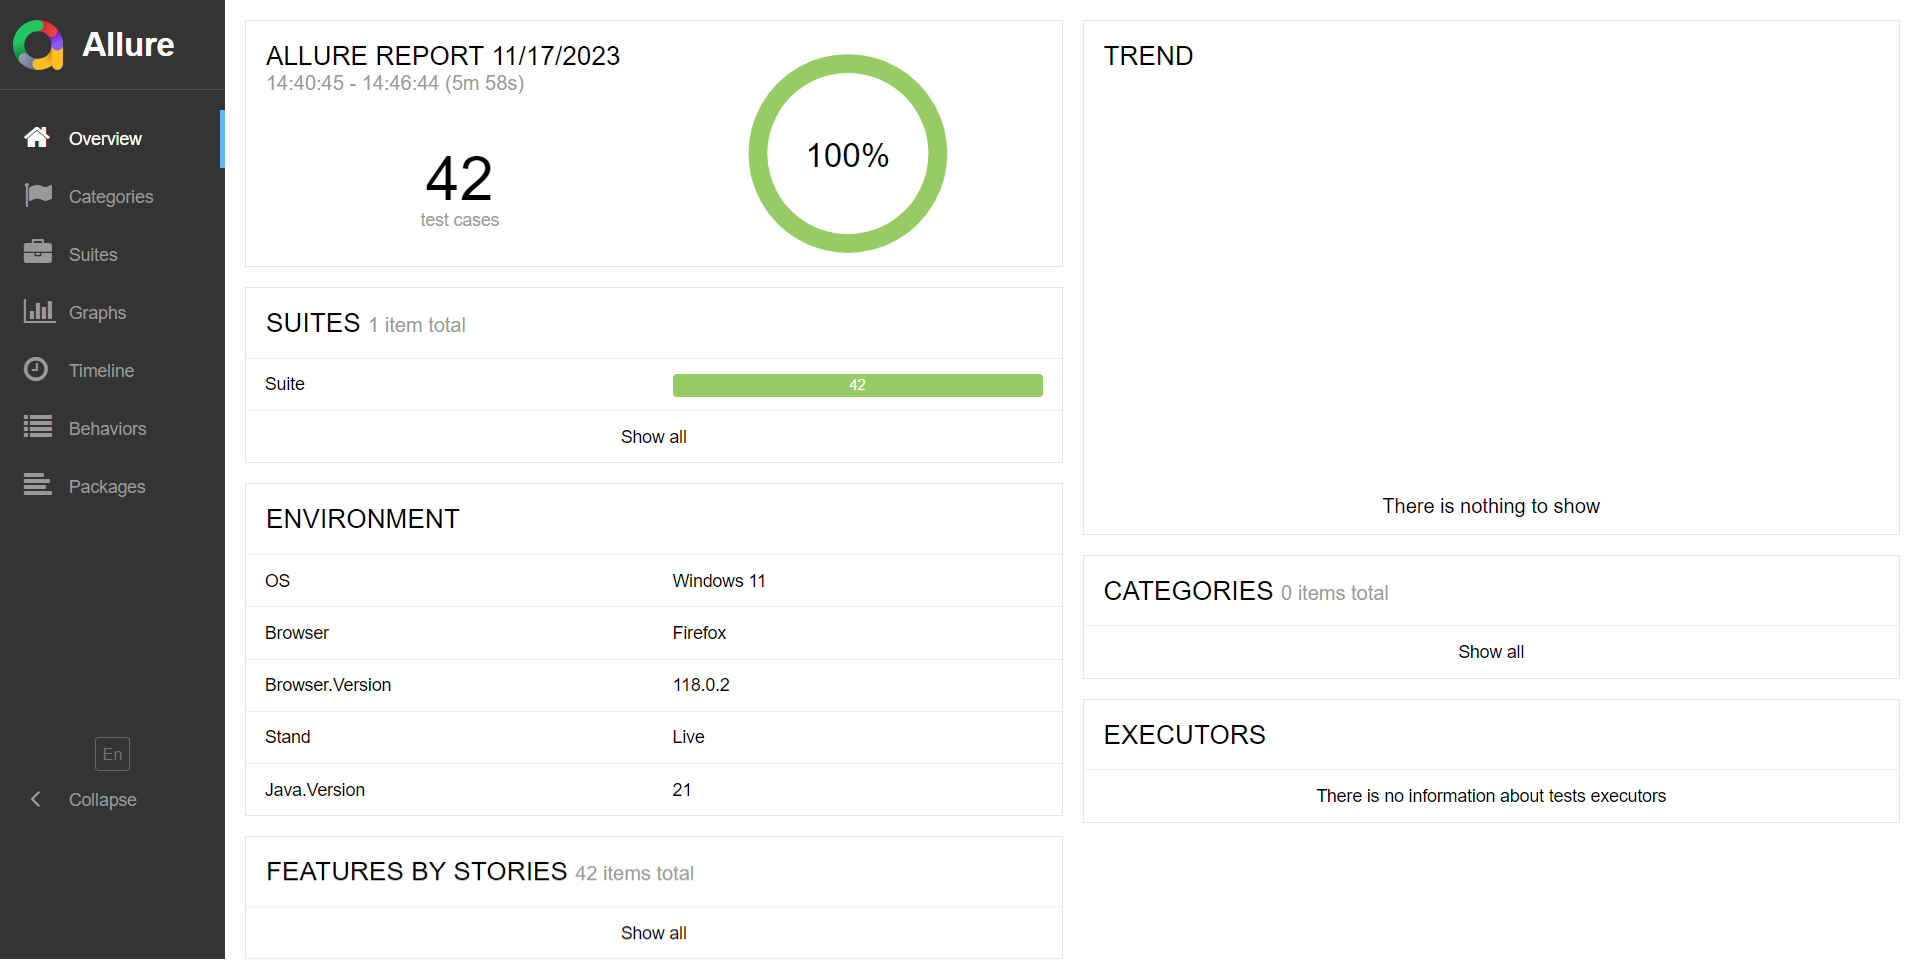 Allure
Overview
Categories
Suites
Graphs
Timeline
Behaviors
Packages
En
Collapse
ALLURE REPORT 11/17/2023
14:40:45 - 14:46:44 (5m 58s)
42
test cases
100%
SUITES 1 item total
Suite 42
Show all
ENVIRONMENT
OS Windows 11
Browser Firefox
Browser.Version 118.0.2
Stand Live
Java.Version 21
FEATURES BY STORIES 42 items total
Show all
TREND
There is nothing to show
CATEGORIES 0 items total
Show all
EXECUTORS
There is no information about tests executors